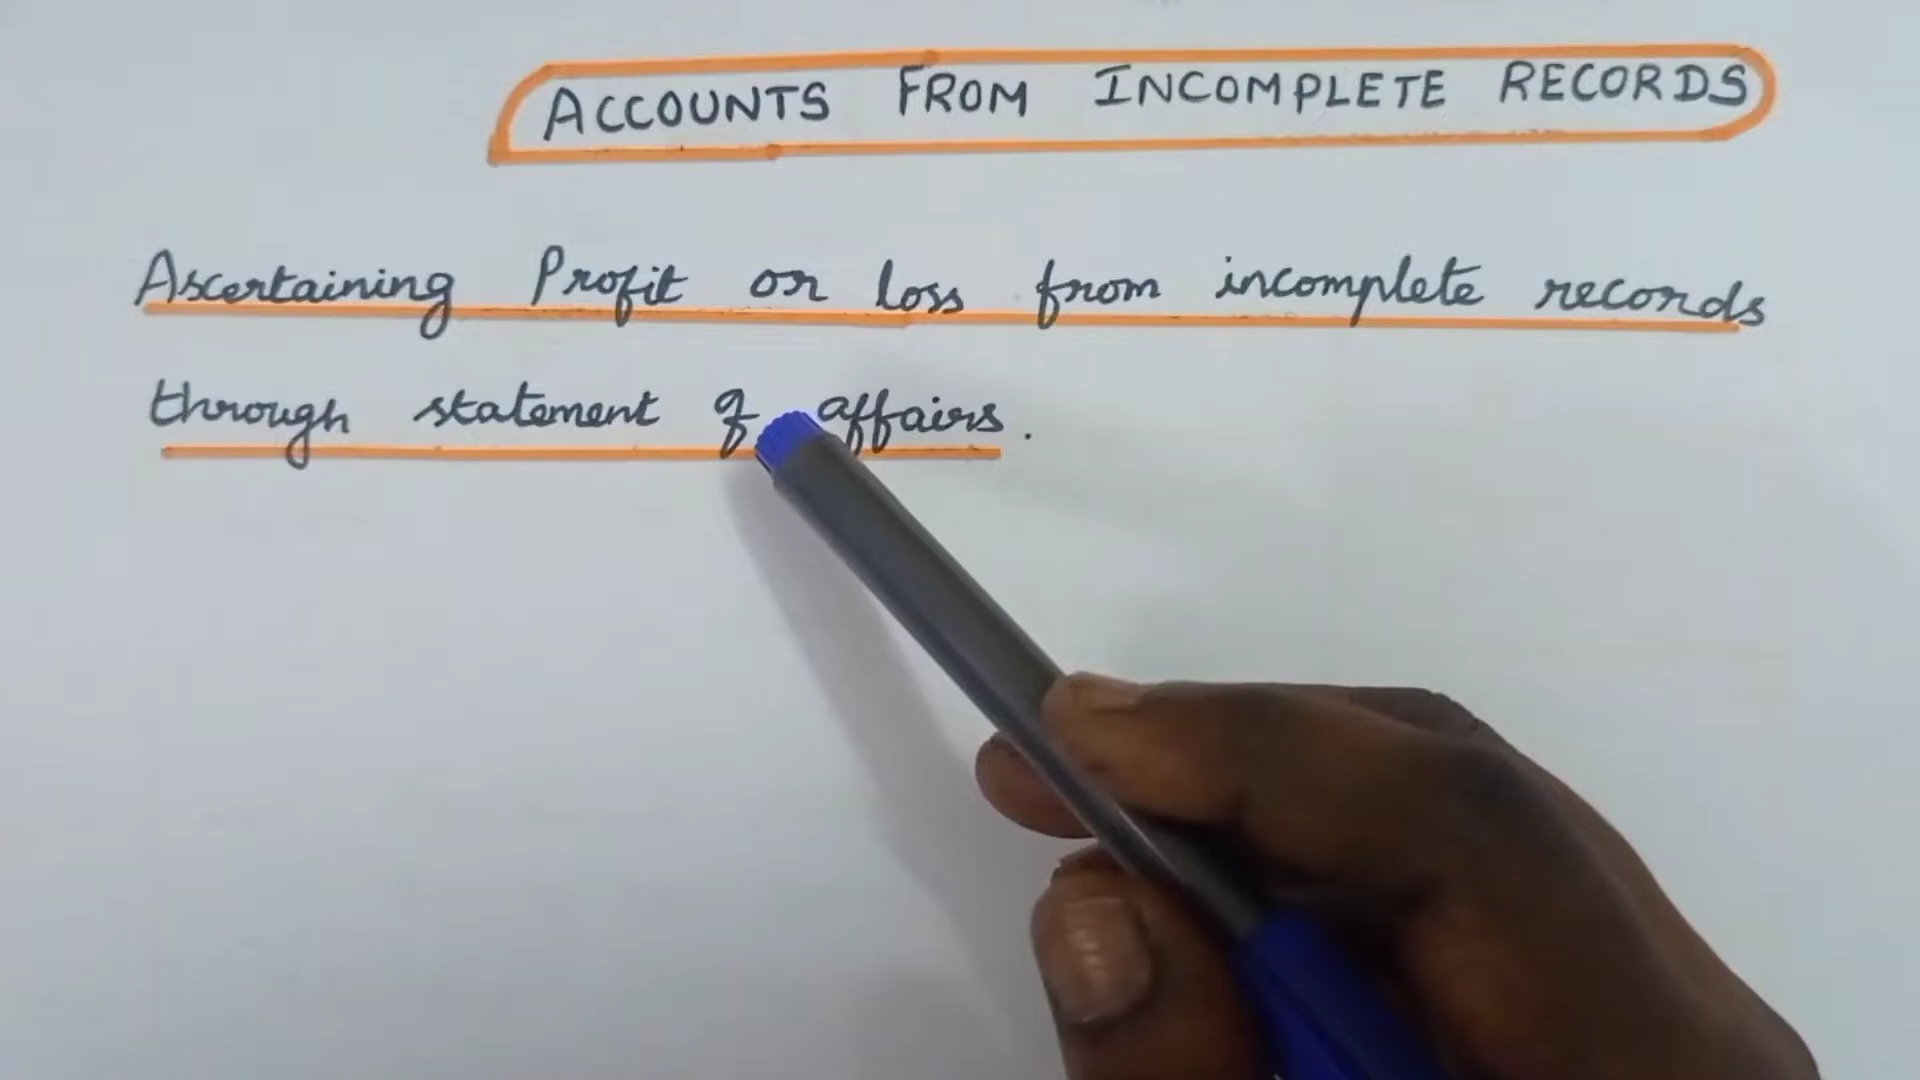 ACCOUNTS FROM INCOMPLETE RECORDS
Ascertaining Profit or loss from incomplete records
through statement of affairs.